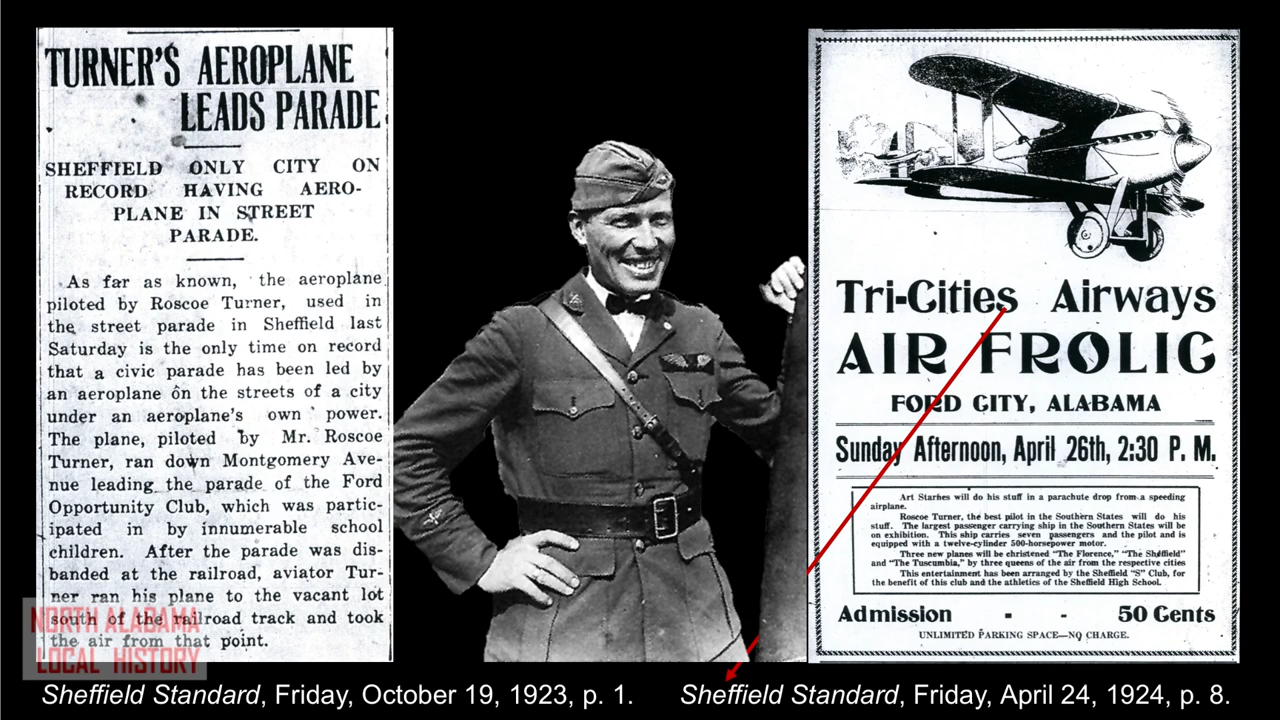 TURNER'S AEROPLANE
LEADS PARADE
SHEFFIELD ONLY CITY ON
RECORD HAVING AERO-
PLANE IN STREET
PARADE.
As far as known, the aeroplane
piloted by Roscoe Turner, used in
the street parade in Sheffield last
Saturday is the only time on record
that a civic parade has been led by
an aeroplane on the streets of a city
under an aeroplane's own power.
The plane, piloted by Mr. Roscoe
Turner, ran down Montgomery Ave-
nue leading the parade of the Ford
Opportunity Club, which was partic-
ipated in by innumerable school
children. After the parade was dis-
banded at the railroad, aviator Tur-
ner ran his plane to the vacant lot
south of the railroad track and took
the air from that point.
NORTH ALABAMA
LOCAL HISTORY
Sheffield Standard, Friday, October 19, 1923, p. 1.
Tri-Cities Airways
AIR FROLIC
FORD CITY, ALABAMA
Sunday Afternoon, April 26th, 2:30 P. M.
Art Starnes will do his stuff in a parachute drop from a speeding
airplane.
Roscoe Turner, the best pilot in the Southern States will do his
stuff. The largest passenger carrying ship in the Southern States will be
on exhibition. This ship carries seven passengers and the pilot and is
equipped with a twelve-cylinder 500-horsepower motor.
Three new planes will be christened "The Florence," "The Sheffield"
and "The Tuscumbia," by three queens of the air from the respective cities
This entertainment has been arranged by the Sheffield "S" Club, for
the benefit of this club and the athletics of the Sheffield High School.
Admission - - 50 Cents
UNLIMITED PARKING SPACE—NO CHARGE.
Sheffield Standard, Friday, April 24, 1924, p. 8.